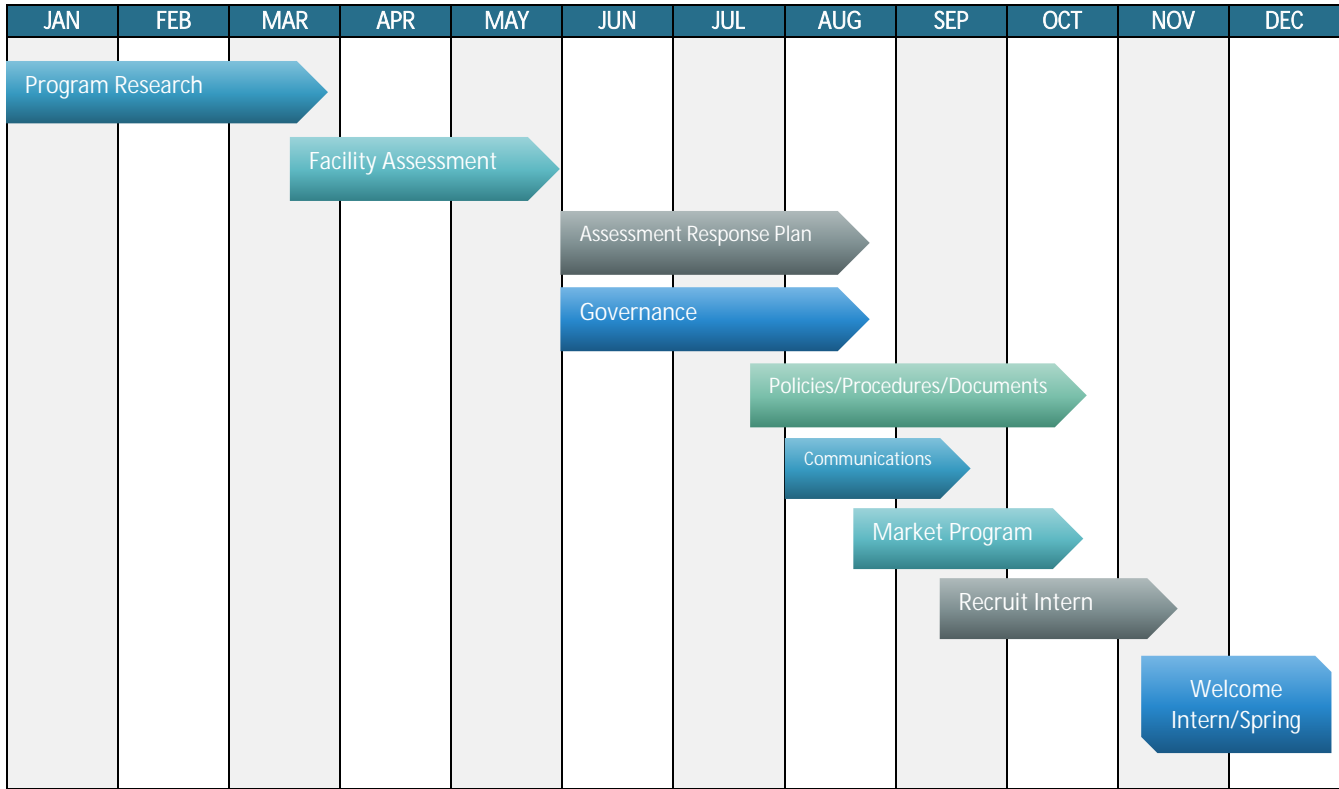 JAN FEB MAR APR MAY JUN JUL AUG SEP OCT NOV DEC
Program Research
Facility Assessment
Assessment Response Plan
Governance
Policies/Procedures/Documents
Communications
Market Program
Recruit Intern
Welcome
Intern/Spring